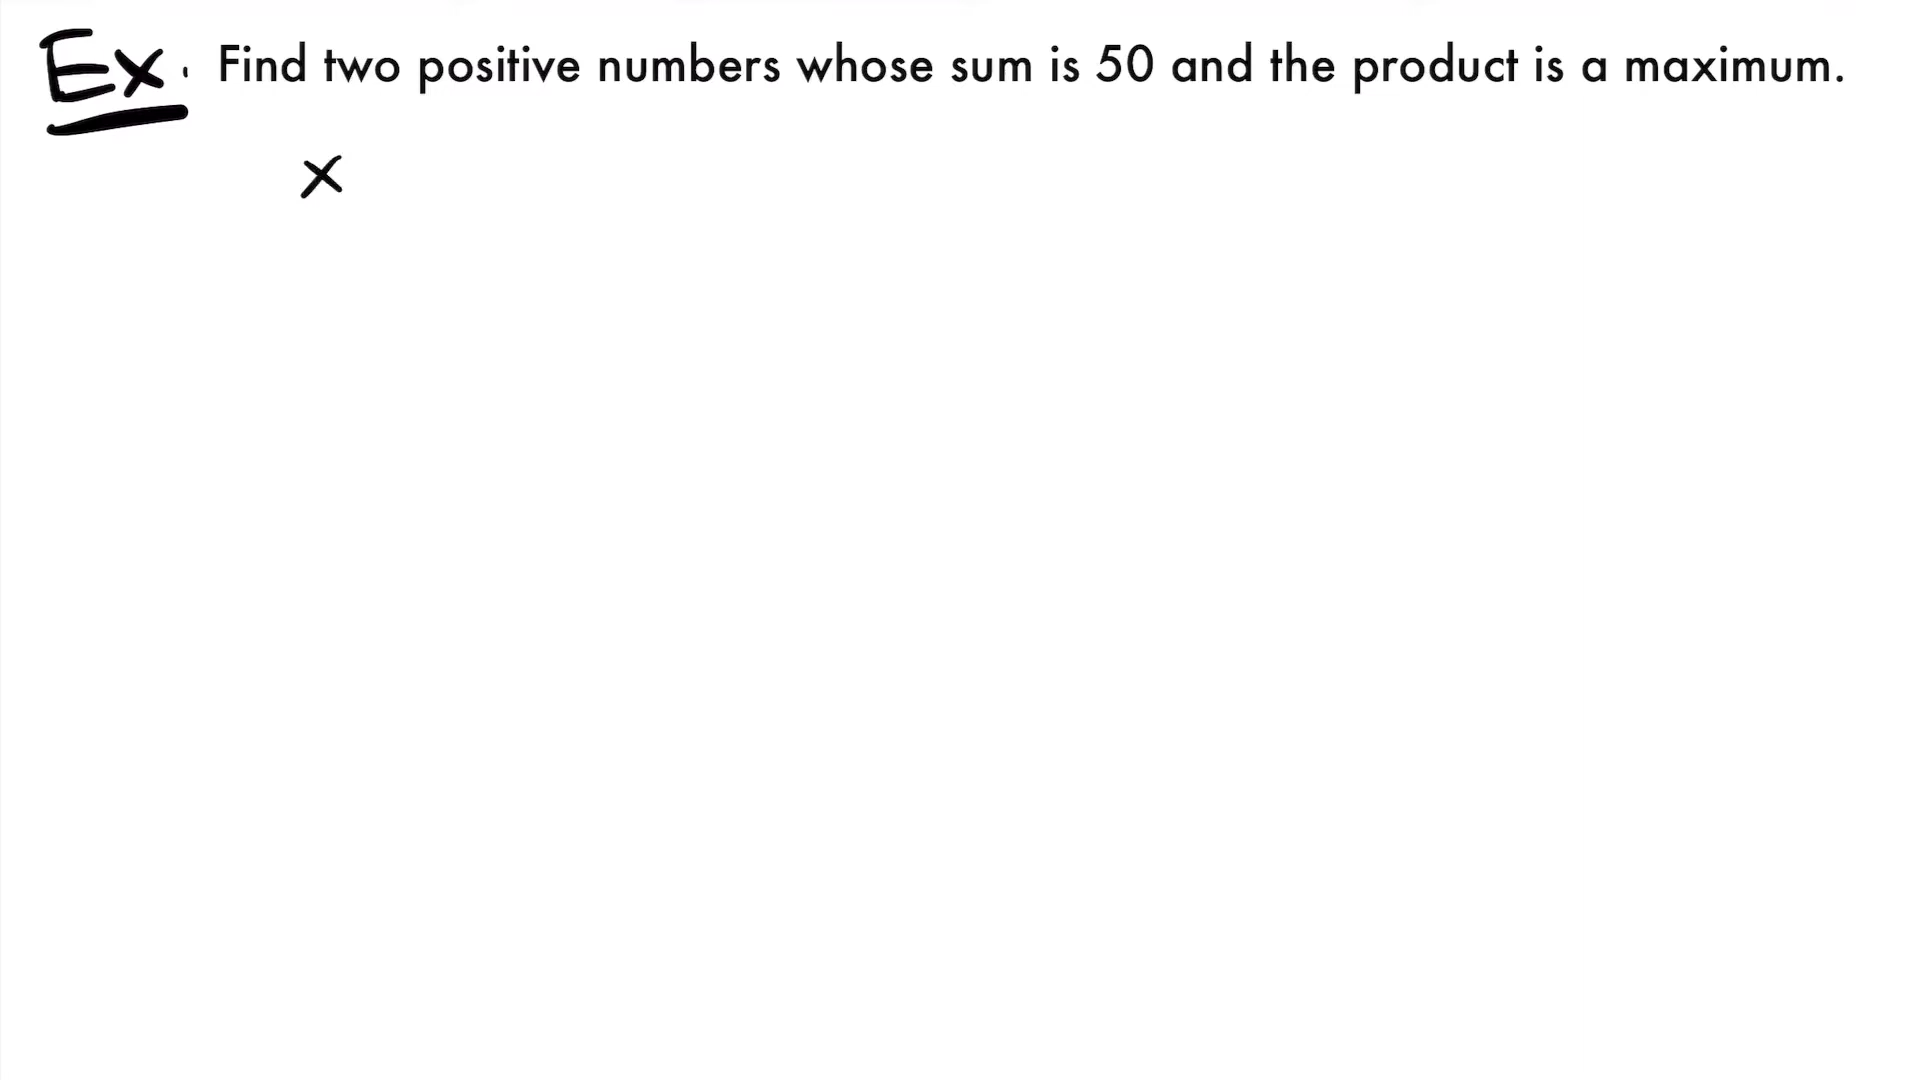 Ex. Find two positive numbers whose sum is 50 and the product is a maximum.
x